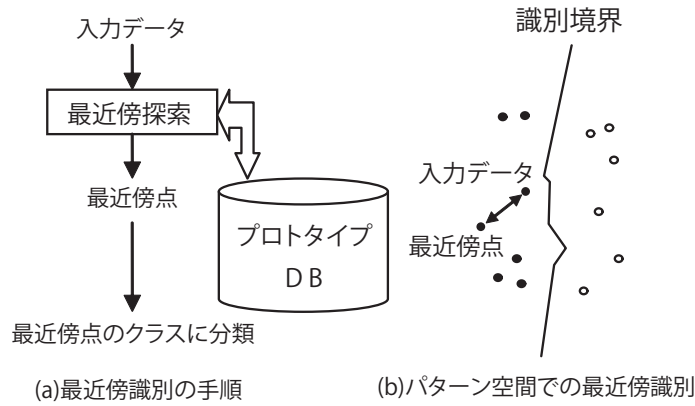 入力データ
最近傍探索
最近傍点
プロトタイプ
ＤＢ
最近傍点のクラスに分類
(a)最近傍識別の手順
識別境界
入力データ
最近傍点
(b)パターン空間での最近傍識別